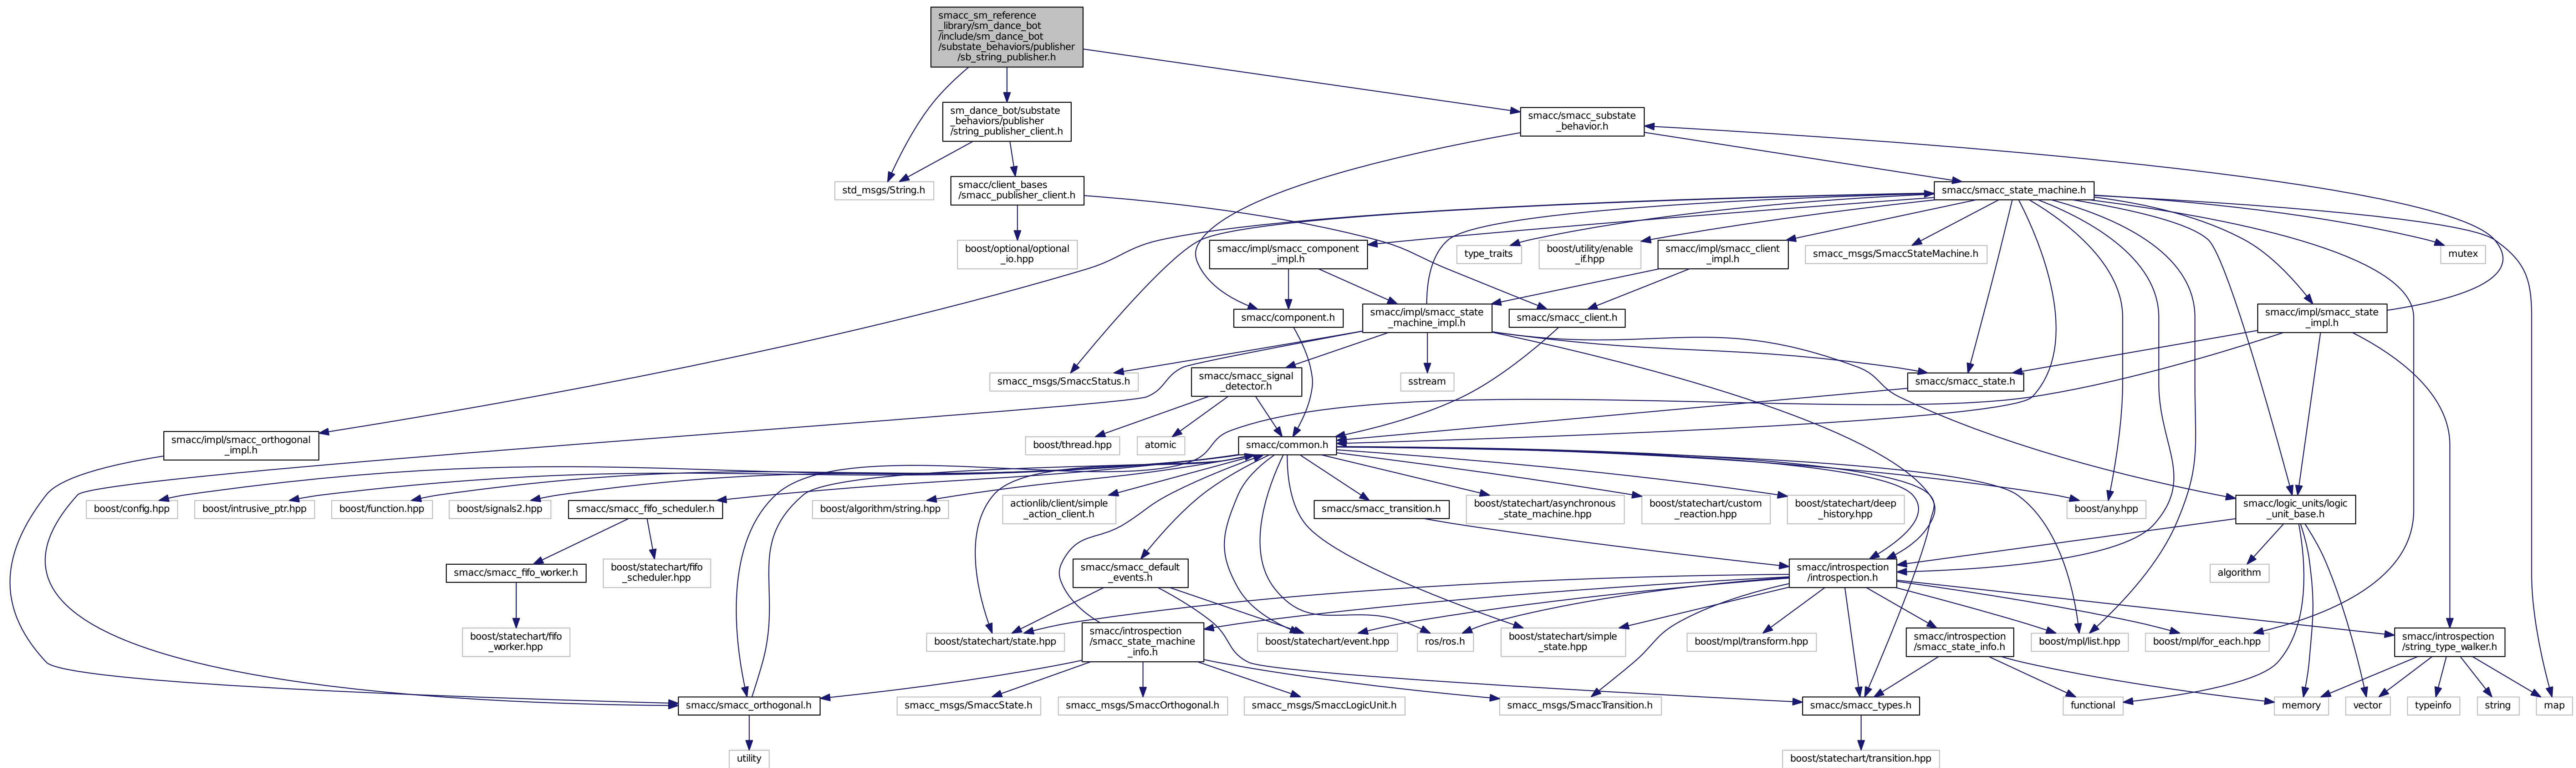 smacc_sm_reference
_library/sm_dance_bot
/include/sm_dance_bot
/substate_behaviors/publisher
/sb_string_publisher.h
sm_dance_bot/substate
_behaviors/publisher
/string_publisher_client.h
smacc/smacc_substate
_behavior.h
std_msgs/String.h
smacc/client_bases
/smacc_publisher_client.h
smacc/smacc_state_machine.h
boost/optional/optional
_io.hpp
smacc/impl/smacc_component
_impl.h
type_traits
boost/utility/enable
_if.hpp
smacc/impl/smacc_client
_impl.h
smacc_msgs/SmaccStateMachine.h
mutex
smacc/component.h
smacc/impl/smacc_state
_machine_impl.h
smacc/smacc_client.h
smacc/impl/smacc_state
_impl.h
smacc_msgs/SmaccStatus.h
smacc/smacc_signal
_detector.h
sstream
smacc/smacc_state.h
smacc/impl/smacc_orthogonal
_impl.h
boost/thread.hpp
atomic
smacc/common.h
boost/config.hpp
boost/intrusive_ptr.hpp
boost/function.hpp
boost/signals2.hpp
smacc/smacc_fifo_scheduler.h
boost/algorithm/string.hpp
actionlib/client/simple
_action_client.h
smacc/smacc_transition.h
boost/statechart/asynchronous
_state_machine.hpp
boost/statechart/custom
_reaction.hpp
boost/statechart/deep
_history.hpp
boost/any.hpp
smacc/logic_units/logic
_unit_base.h
smacc/smacc_fifo_worker.h
boost/statechart/fifo
_scheduler.hpp
smacc/smacc_default
_events.h
smacc/introspection
/introspection.h
algorithm
boost/statechart/fifo
_worker.hpp
boost/statechart/state.hpp
smacc/introspection
/smacc_state_machine
_info.h
boost/statechart/event.hpp
ros/ros.h
boost/statechart/simple
_state.hpp
boost/mpl/transform.hpp
smacc/introspection
/smacc_state_info.h
boost/mpl/list.hpp
boost/mpl/for_each.hpp
smacc/introspection
/string_type_walker.h
smacc/smacc_orthogonal.h
smacc_msgs/SmaccState.h
smacc_msgs/SmaccOrthogonal.h
smacc_msgs/SmaccLogicUnit.h
smacc_msgs/SmaccTransition.h
smacc/smacc_types.h
functional
memory
vector
typeinfo
string
map
utility
boost/statechart/transition.hpp